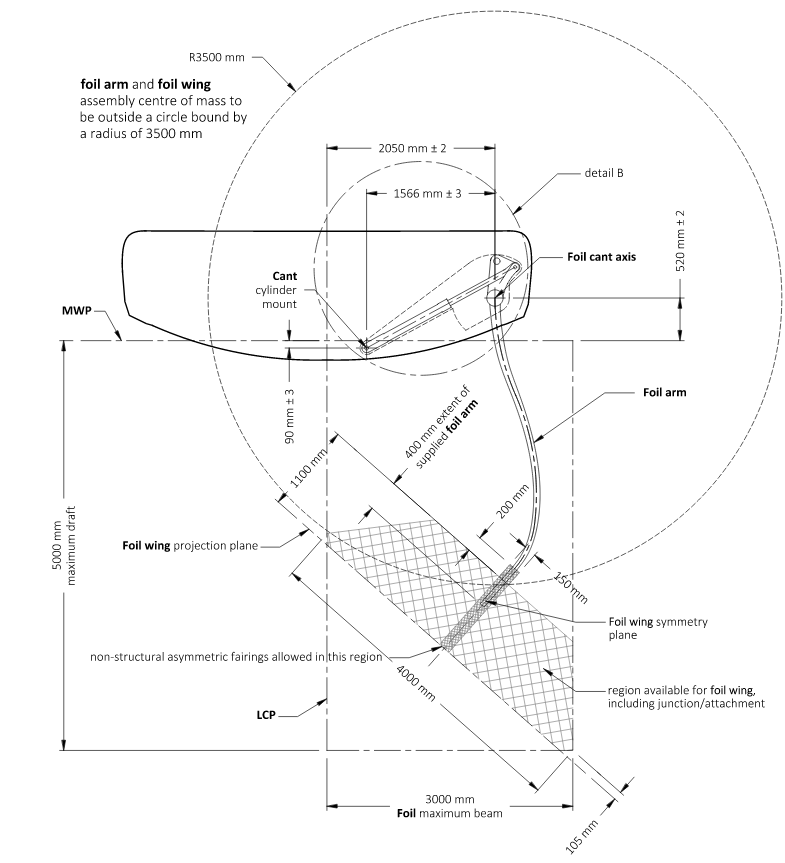 R3500 mm
foil arm and foil wing
assembly centre of mass to
be outside a circle bound by
a radius of 3500 mm
2050 mm ± 2
detail B
1566 mm ± 3
520 mm ± 2
Foil cant axis
Cant
cylinder
mount
MWP
90 mm ± 3
Foil arm
400 mm extent of
supplied foil arm
1100 mm
200 mm
5000 mm
maximum draft
Foil wing projection plane
150 mm
Foil wing symmetry
plane
non-structural asymmetric fairings allowed in this region
4000 mm
region available for foil wing,
including junction/attachment
LCP
3000 mm
Foil maximum beam
105 mm